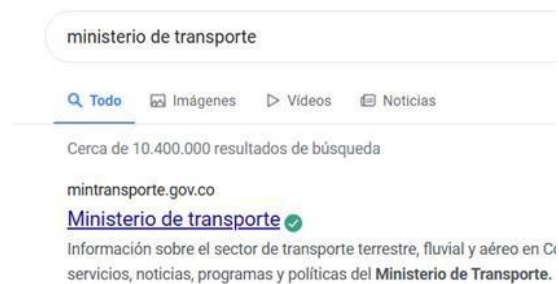 ministerio de transporte
Todo Imágenes Vídeos Noticias
Cerca de 10.400.000 resultados de búsqueda
mintransporte.gov.co
Ministerio de transporte
Información sobre el sector de transporte terrestre, fluvial y aéreo en Co
servicios, noticias, programas y políticas del Ministerio de Transporte.